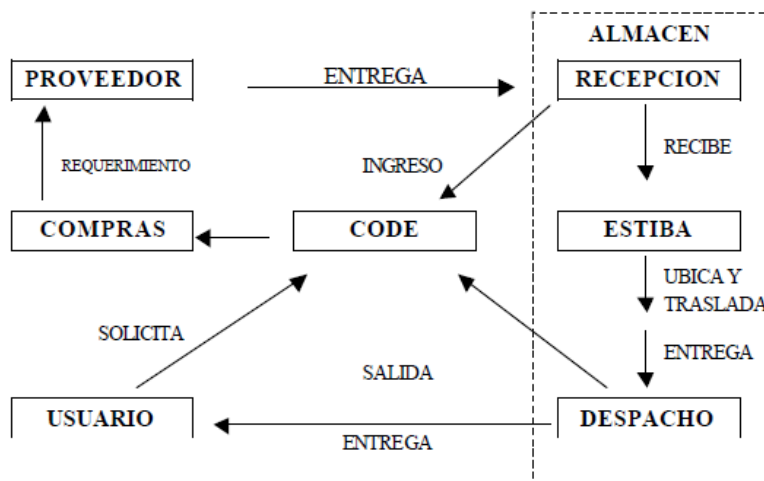 ALMACEN
PROVEEDOR
ENTREGA
RECEPCION
REQUERIMIENTO
INGRESO
RECIBE
COMPRAS
CODE
ESTIBA
UBICA Y
TRASLADA
SOLICITA
SALIDA
ENTREGA
USUARIO
ENTREGA
DESPACHO